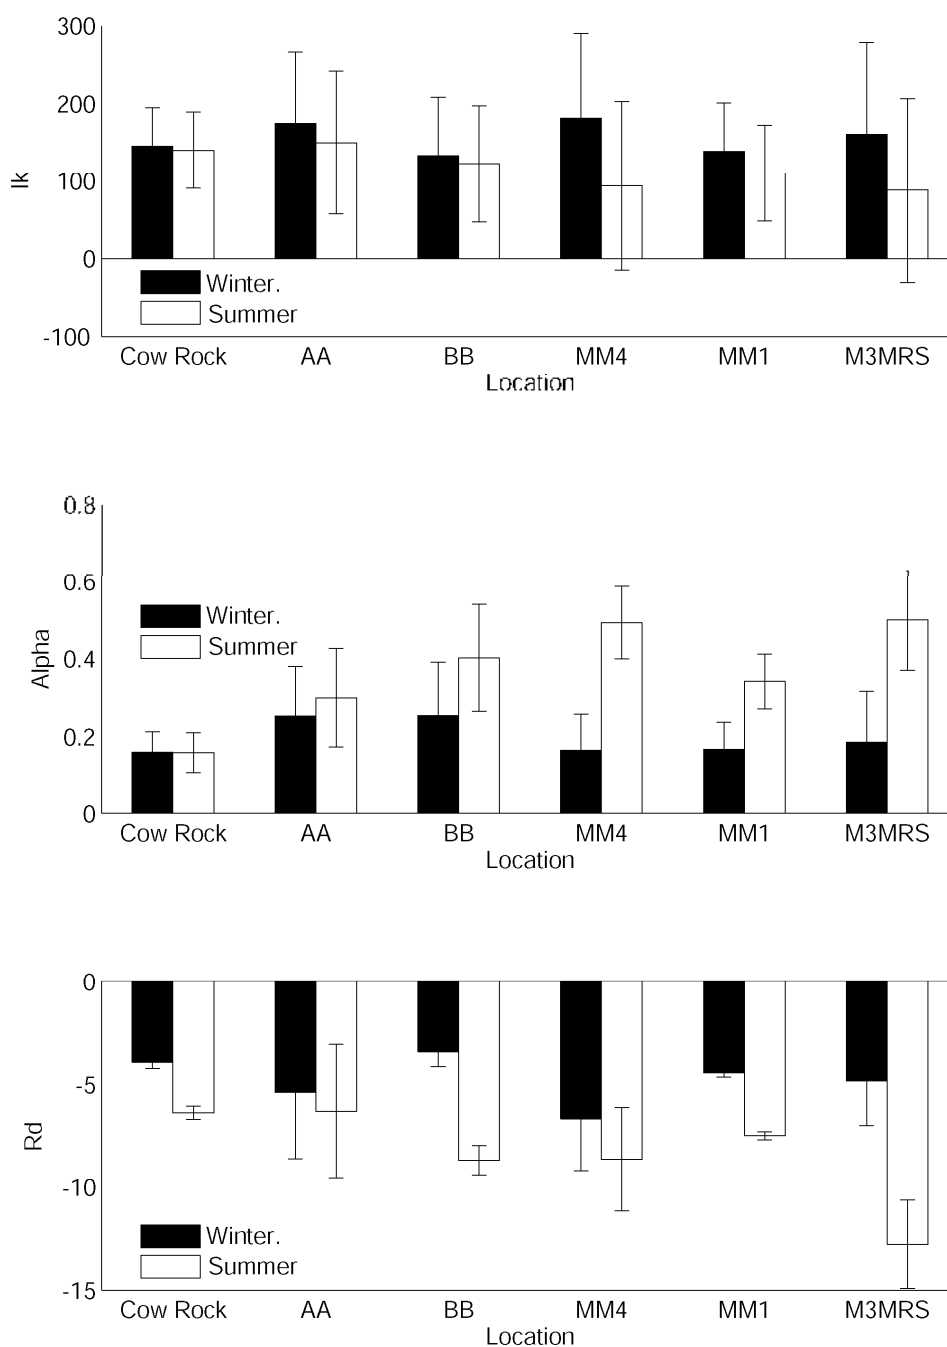 300
200
Ik
100
0
Winter.
Summer
-100
Cow Rock AA BB MM4 MM1 M3MRS
Location
0.8
0.6
Winter.
Summer
Alpha
0.4
0.2
0
Cow Rock AA BB MM4 MM1 M3MRS
Location
0
-5
Rd
-10
Winter.
Summer
-15
Cow Rock AA BB MM4 MM1 M3MRS
Location